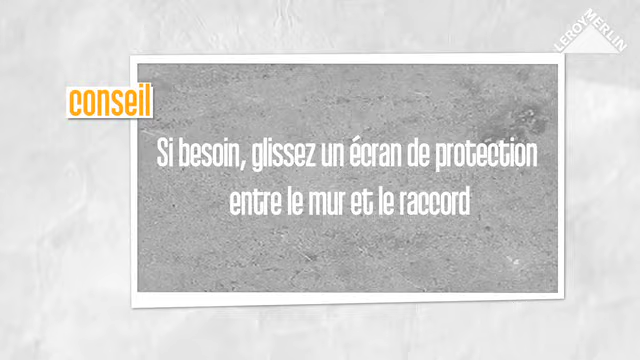 LEROY MERLIN
conseil
Si besoin, glissez un écran de protection
entre le mur et le raccord